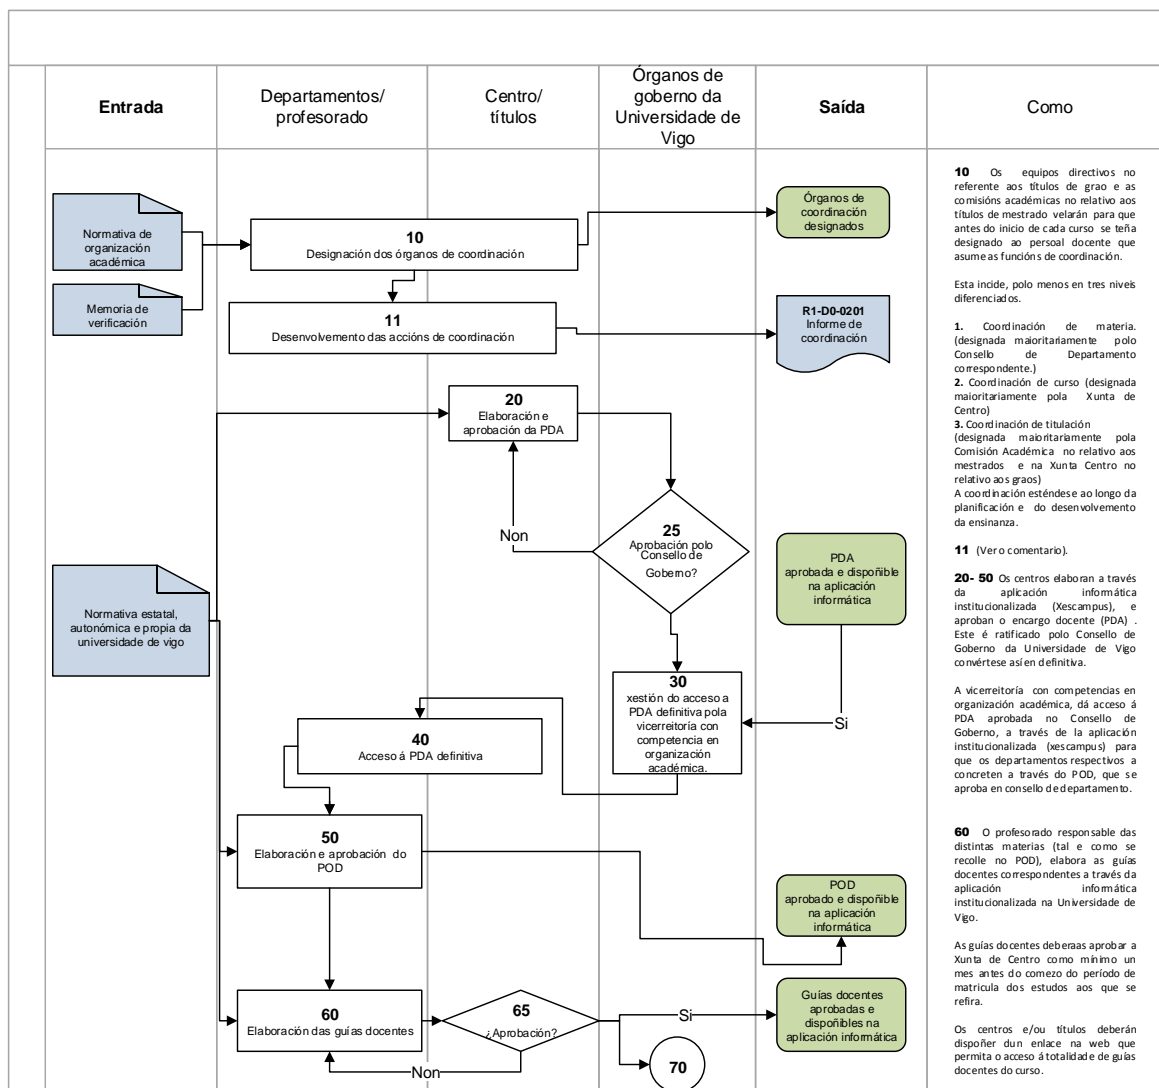 Entrada
Departamentos/
profesorado
Centro/
títulos
Órganos de
goberno da
Universidade de
Vigo
Saída
Como
Normativa de
organización
académica
Memoria de
verificación
10
Designación dos órganos de coordinación
Órganos de
coordinación
designados
11
Desenvolvemento das accións de coordinación
R1-D0-0201
Informe de
coordinación
20
Elaboración e
aprobación da PDA
25
Aprobación polo
Consello de
Goberno?
Non
PDA
aprobada e dispoñible
na aplicación
informática
Normativa estatal,
autonómica e propia da
universidade de vigo
30
xestión do acceso a
PDA definitiva pola
vicerreitoría con
competencia en
organización
académica.
Si
40
Acceso á PDA definitiva
50
Elaboración e aprobación do
POD
POD
aprobado e dispoñible
na aplicación
informática
60
Elaboración das guías docentes
65
¿Aprobación?
Si
Non
70
Guías docentes
aprobadas e
dispoñibles na
aplicación informática
10 Os equipos directivos no
referente aos títulos de grao e as
comisións académicas no relativo aos
títulos de mestrado velarán para que
antes do inicio de cada curso se teña
designado ao persoal docente que
asume as funcións de coordinación.
Esta incide, polo menos en tres niveis
diferenciados.
1. Coordinación de materia.
(designada maioritariamente polo
Consello de Departamento
correspondente.)
2. Coordinación de curso (designada
maioritariamente pola Xunta de
Centro)
3. Coordinación de titulación
(designada maioritariamente pola
Comisión Académica no relativo aos
mestrados e na Xunta Centro no
relativo aos graos)
A coordinación esténdese ao longo da
planificación e do desenvolvemento
da ensinanza.
11 (Ver o comentario).
20- 50 Os centros elaboran a través
da aplicación informática
institucionalizada (Xescampus), e
aproban o encargo docente (PDA) .
Este é ratificado polo Consello de
Goberno da Universidade de Vigo
convértese así en definitiva.
A vicerreitoría con competencias en
organización académica, dá acceso á
PDA aprobada no Consello de
Goberno, a través de la aplicación
institucionalizada (xescampus) para
que os departamentos respectivos a
concreten a través do POD, que se
aproba en consello de departamento.
60 O profesorado responsable das
distintas materias (tal e como se
recolle no POD), elabora as guías
docentes correspondentes a través da
aplicación informática
institucionalizada na Universidade de
Vigo.
As guías docentes deberaas aprobar a
Xunta de Centro como mínimo un
mes antes do comezo do período de
matricula dos estudos aos que se
refira.
Os centros e/ou títulos deberán
dispoñer dun enlace na web que
permita o acceso á totalidade de guías
docentes do curso.